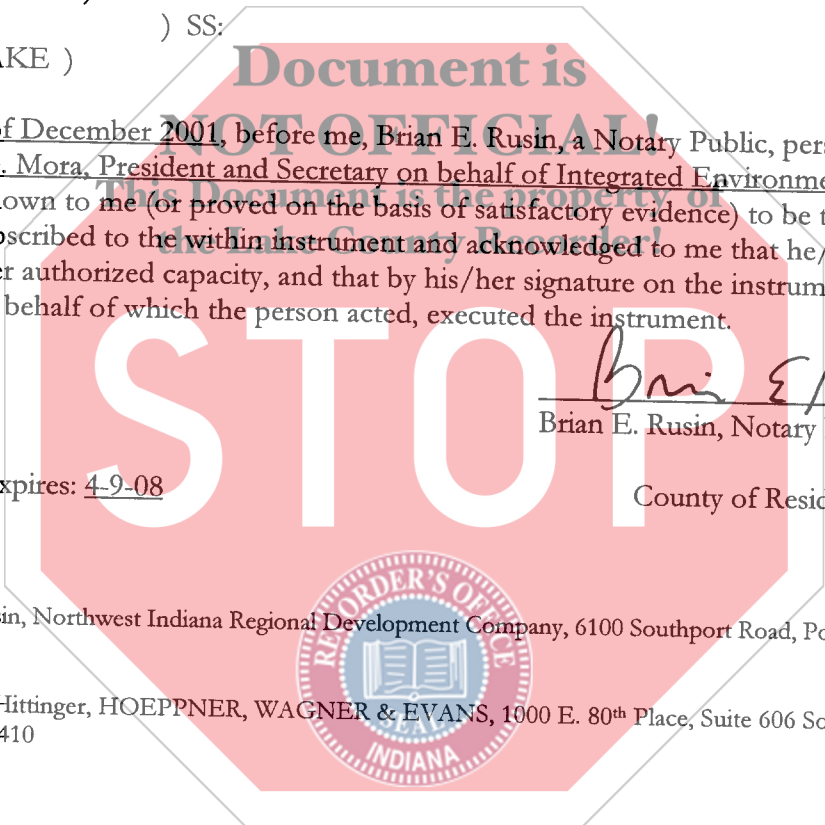 ) SS:
AKE )
Document is
NOT OFFICIAL!
This Document is the property of
the Lake County Recorder!
of December 2001, before me, Brian E. Rusin, a Notary Public, pers
. Mora, President and Secretary on behalf of Integrated Environme
own to me (or proved on the basis of satisfactory evidence) to be t
scribed to the within instrument and acknowledged to me that he/
r authorized capacity, and that by his/her signature on the instrum
behalf of which the person acted, executed the instrument.
STOP
Brian E. Rusin, Notary
xpires: 4-9-08
County of Resid
RECORDER'S OFFICE
SEAL
INDIANA
sin, Northwest Indiana Regional Development Company, 6100 Southport Road, Po
Hittinger, HOEPPNER, WAGNER & EVANS, 1000 E. 80th Place, Suite 606 So
410